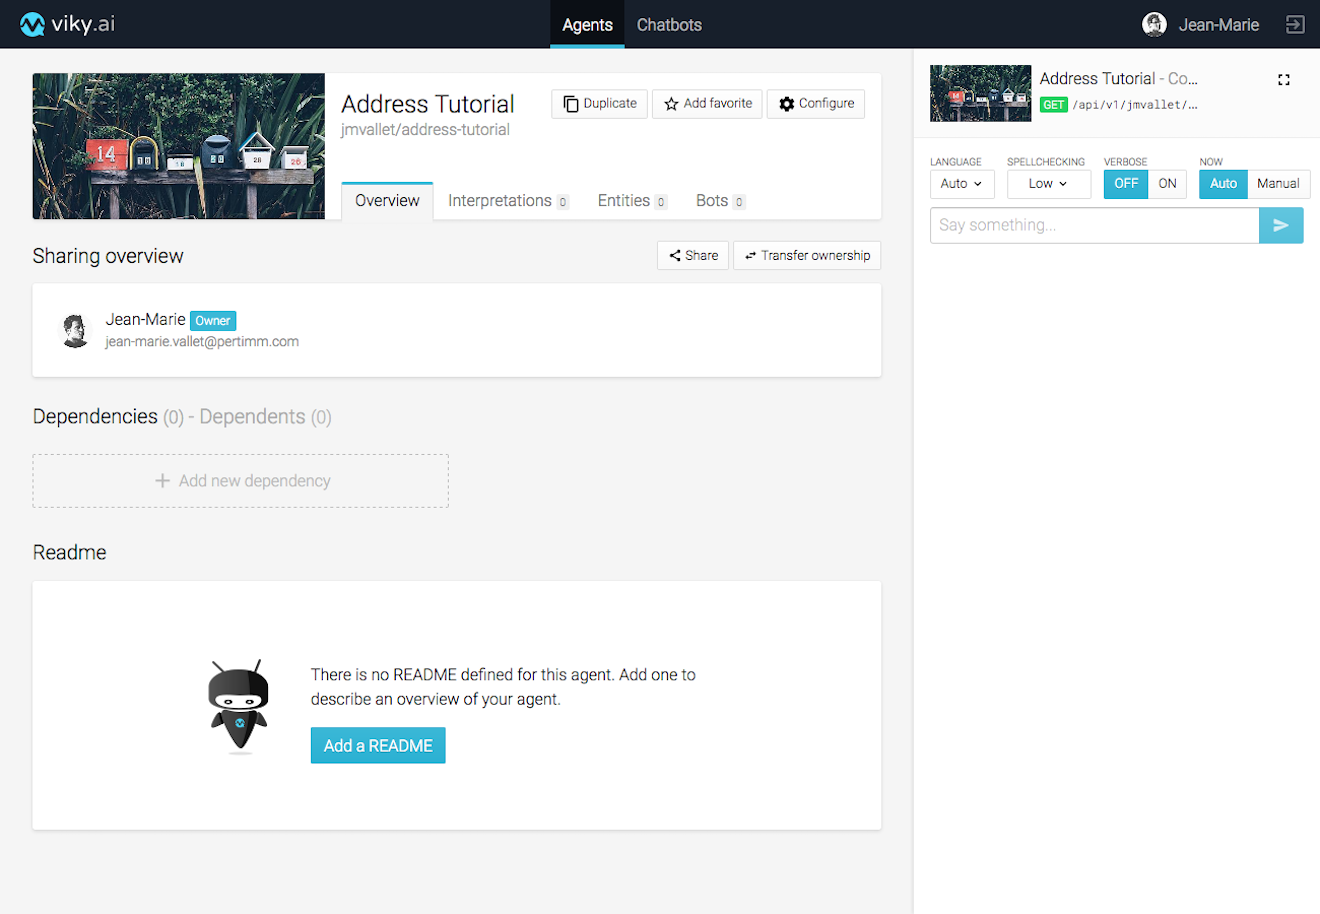 viky.ai
Agents
Chatbots
Jean-Marie
14
10
28
26
Address Tutorial
jmvallet/address-tutorial
Duplicate
Add favorite
Configure
Overview
Interpretations 0
Entities 0
Bots 0
Sharing overview
Share
Transfer ownership
Jean-Marie Owner
jean-marie.vallet@pertimm.com
Dependencies (0) - Dependents (0)
+ Add new dependency
Readme
There is no README defined for this agent. Add one to
describe an overview of your agent.
Add a README
Address Tutorial - Co...
GET /api/v1/jmvallet/...
LANGUAGE
Auto
SPELLCHECKING
Low
VERBOSE
OFF ON
NOW
Auto Manual
Say something...